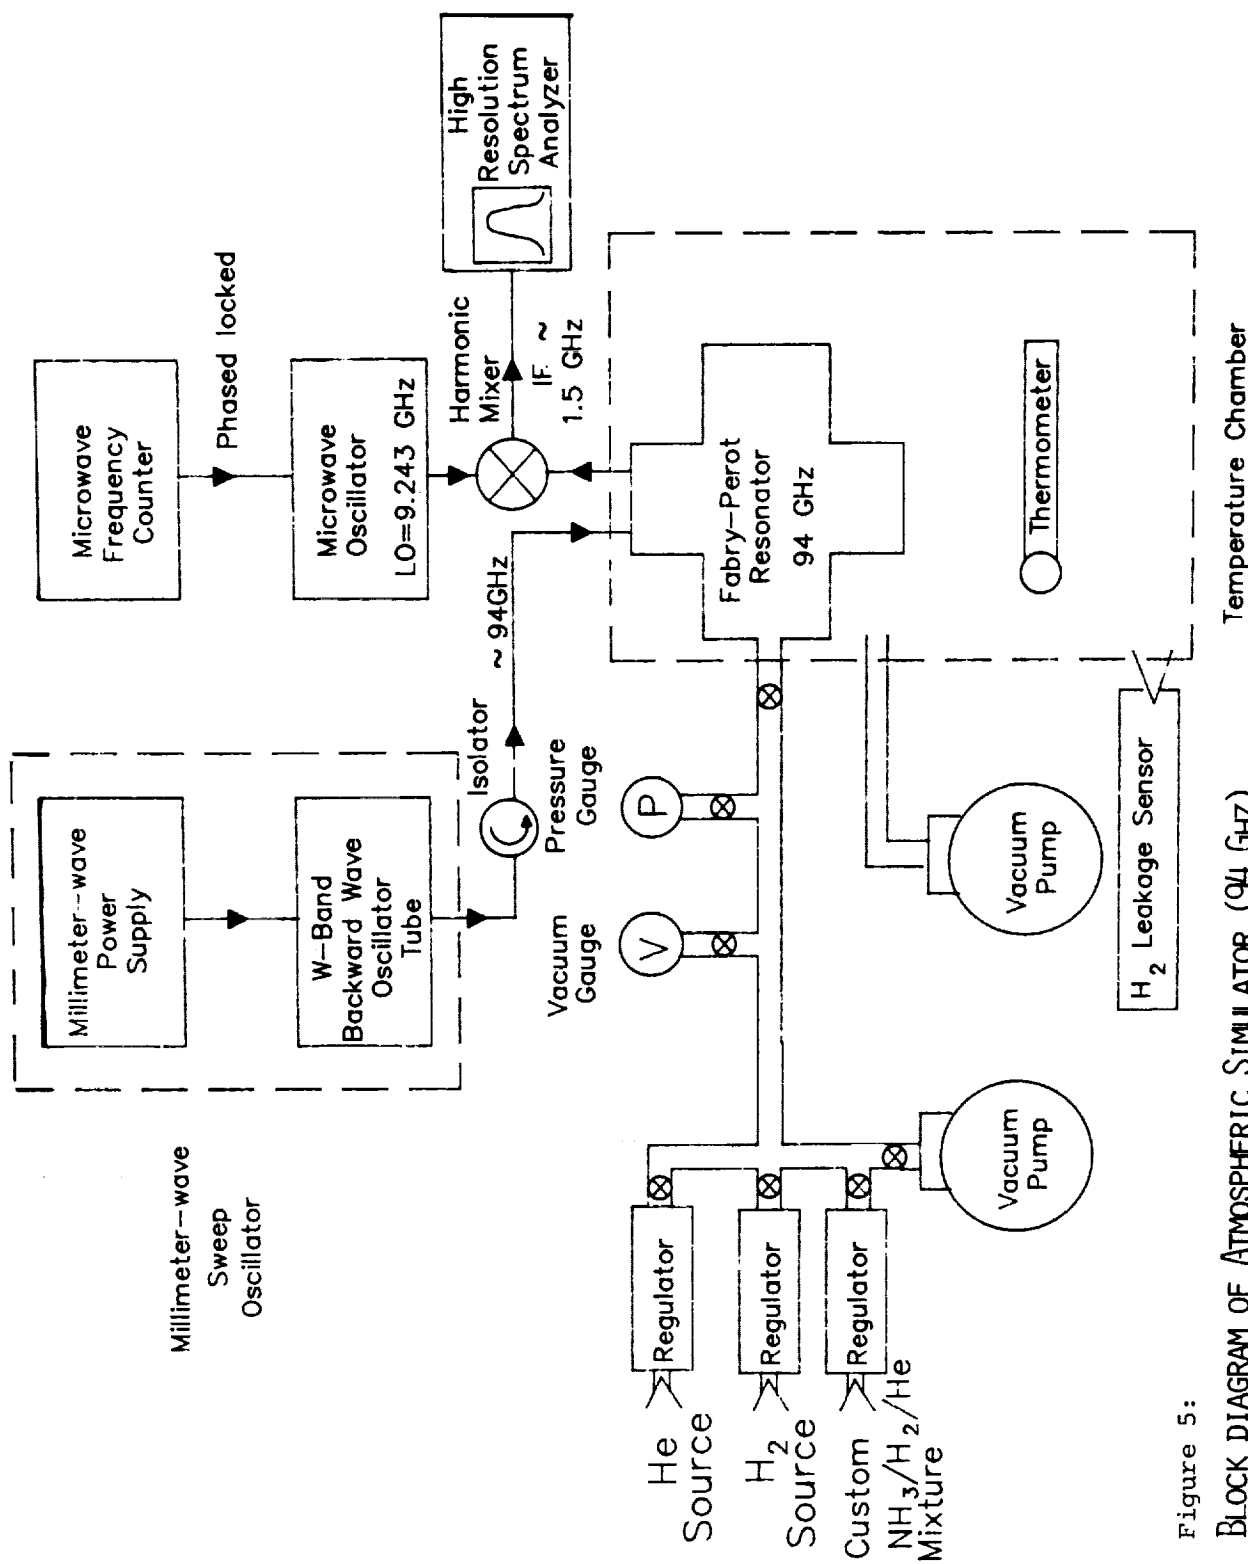 Millimeter-wave
Sweep
Oscillator
Millimeter-wave
Power
Supply
W-Band
Backward Wave
Oscillator
Tube
Isolator
~ 94GHz
Microwave
Frequency
Counter
Phased locked
Microwave
Oscillator
LO=9.243 GHz
Harmonic
Mixer
IF ~
1.5 GHz
High
Resolution
Spectrum
Analyzer
Vacuum
Gauge
V
Pressure
Gauge
P
Fabry-Perot
Resonator
94 GHz
Thermometer
Temperature Chamber
He
Source
Regulator
H2
Source
Regulator
Custom
NH3/H2/He
Mixture
Regulator
Vacuum
Pump
Vacuum
Pump
H2 Leakage Sensor
Figure 5:
BLOCK DIAGRAM OF ATMOSPHERIC SIMULATOR (94 GHZ)